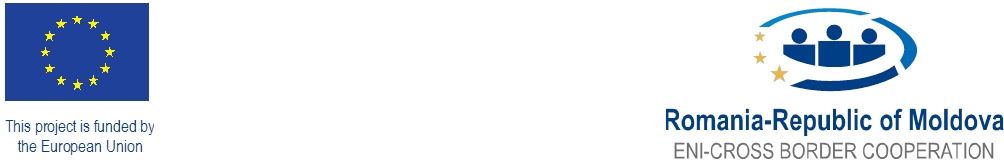 This project is funded by
the European Union
Romania-Republic of Moldova
ENI-CROSS BORDER COOPERATION